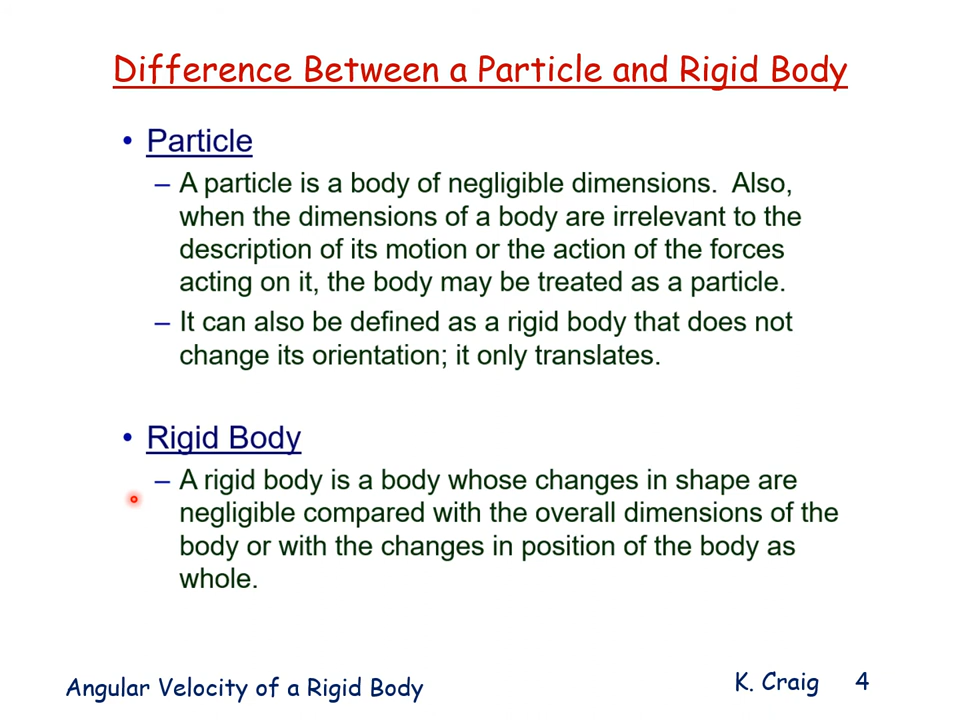 Difference Between a Particle and Rigid Body
• Particle
– A particle is a body of negligible dimensions.  Also,
when the dimensions of a body are irrelevant to the
description of its motion or the action of the forces
acting on it, the body may be treated as a particle.
– It can also be defined as a rigid body that does not
change its orientation; it only translates.
• Rigid Body
– A rigid body is a body whose changes in shape are
negligible compared with the overall dimensions of the
body or with the changes in position of the body as
whole.
Angular Velocity of a Rigid Body
K. Craig 4